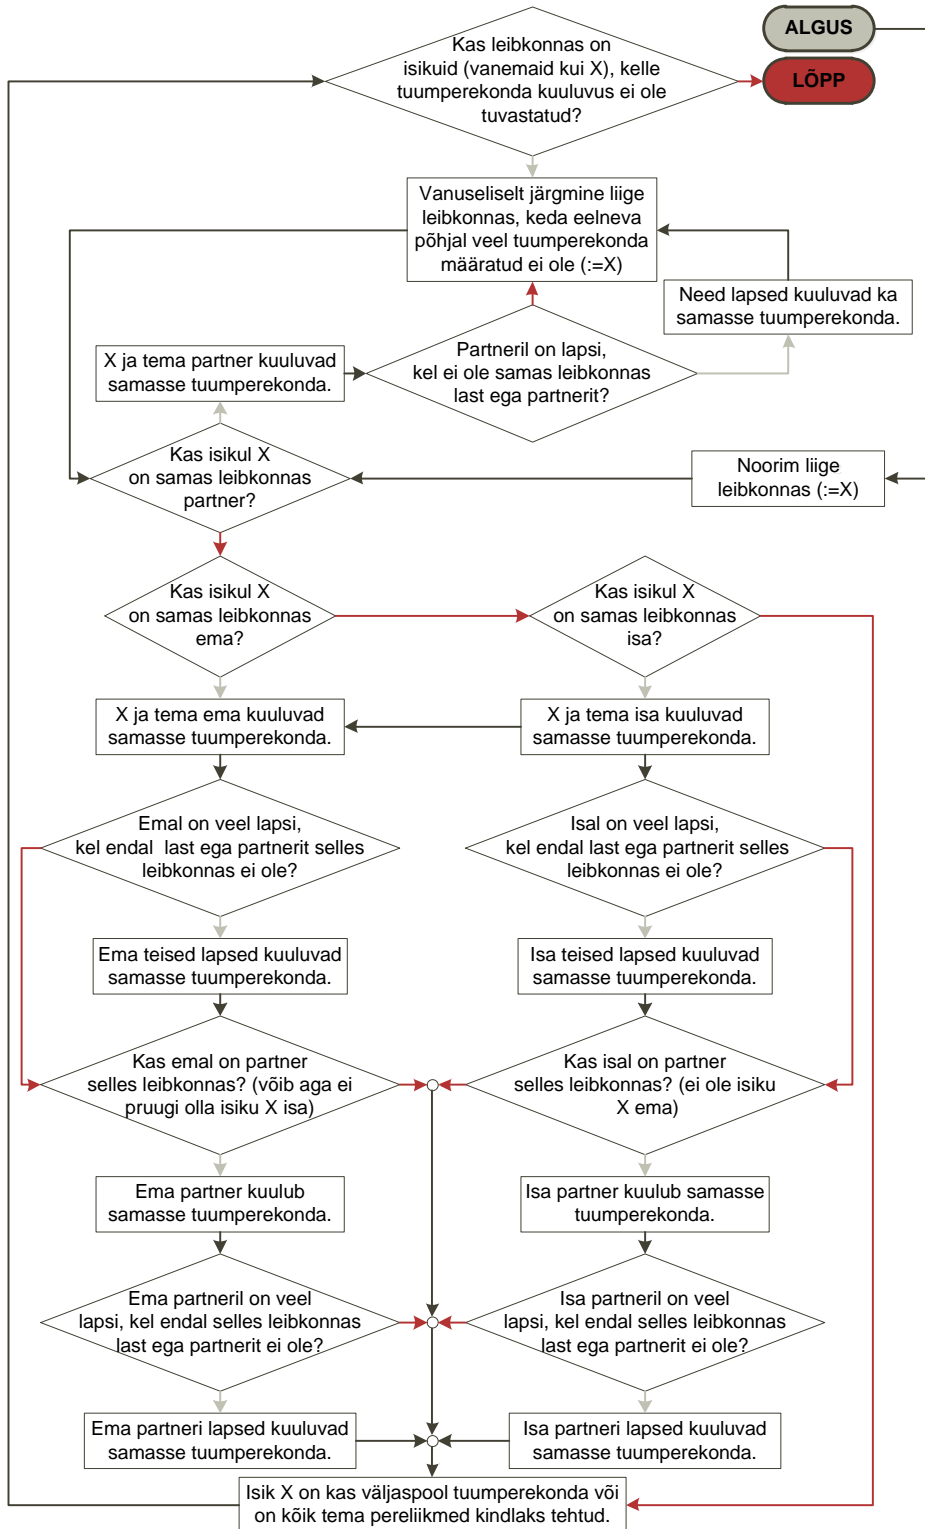 ALGUS
Kas leibkonnas on
isikuid (vanemaid kui X), kelle
tuumperekonda kuuluvus ei ole
tuvastatud?
LÕPP
Vanuseliselt järgmine liige
leibkonnas, keda eelneva
põhjal veel tuumperekonda
määratud ei ole (:=X)
Need lapsed kuuluvad ka
samasse tuumperekonda.
X ja tema partner kuuluvad
samasse tuumperekonda.
Partneril on lapsi,
kel ei ole samas leibkonnas
last ega partnerit?
Kas isikul X
on samas leibkonnas
partner?
Noorim liige
leibkonnas (:=X)
Kas isikul X
on samas leibkonnas
ema?
Kas isikul X
on samas leibkonnas
isa?
X ja tema ema kuuluvad
samasse tuumperekonda.
X ja tema isa kuuluvad
samasse tuumperekonda.
Emal on veel lapsi,
kel endal  last ega partnerit selles
leibkonnas ei ole?
Isal on veel lapsi,
kel endal last ega partnerit selles
leibkonnas ei ole?
Ema teised lapsed kuuluvad
samasse tuumperekonda.
Isa teised lapsed kuuluvad
samasse tuumperekonda.
Kas emal on partner
selles leibkonnas? (võib aga ei
pruugi olla isiku X isa)
Kas isal on partner
selles leibkonnas? (ei ole isiku
X ema)
Ema partner kuulub
samasse tuumperekonda.
Isa partner kuulub samasse
tuumperekonda.
Ema partneril on veel
lapsi, kel endal selles leibkonnas
last ega partnerit ei ole?
Isa partneril on veel
lapsi, kel endal selles leibkonnas
last ega partnerit ei ole?
Ema partneri lapsed kuuluvad
samasse tuumperekonda.
Isa partneri lapsed kuuluvad
samasse tuumperekonda.
Isik X on kas väljaspool tuumperekonda või
on kõik tema pereliikmed kindlaks tehtud.